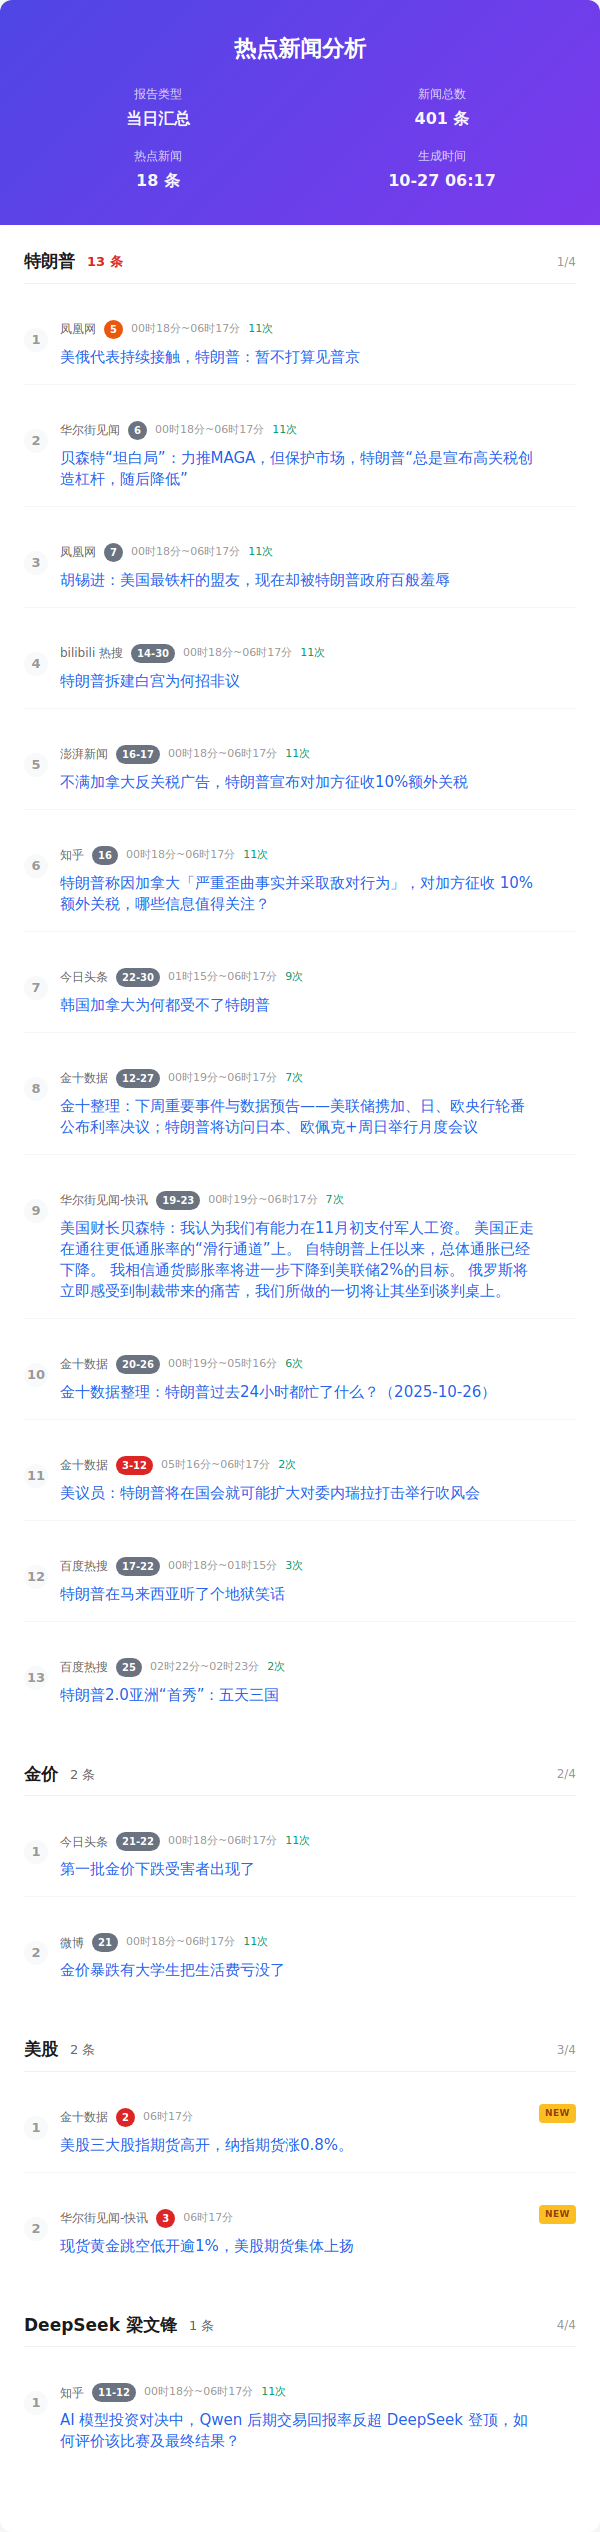 热点新闻分析
报告类型
新闻总数
当日汇总
401 条
热点新闻
生成时间
18 条
10-27 06:17
特朗普 13 条 1/4
1
凤凰网 5 00时18分~06时17分 11次
美俄代表持续接触，特朗普：暂不打算见普京
2
华尔街见闻 6 00时18分~06时17分 11次
贝森特“坦白局”：力推MAGA，但保护市场，特朗普“总是宣布高关税创
造杠杆，随后降低”
3
凤凰网 7 00时18分~06时17分 11次
胡锡进：美国最铁杆的盟友，现在却被特朗普政府百般羞辱
4
bilibili 热搜 14-30 00时18分~06时17分 11次
特朗普拆建白宫为何招非议
5
澎湃新闻 16-17 00时18分~06时17分 11次
不满加拿大反关税广告，特朗普宣布对加方征收10%额外关税
6
知乎 16 00时18分~06时17分 11次
特朗普称因加拿大「严重歪曲事实并采取敌对行为」，对加方征收 10%
额外关税，哪些信息值得关注？
7
今日头条 22-30 01时15分~06时17分 9次
韩国加拿大为何都受不了特朗普
8
金十数据 12-27 00时19分~06时17分 7次
金十整理：下周重要事件与数据预告——美联储携加、日、欧央行轮番
公布利率决议；特朗普将访问日本、欧佩克+周日举行月度会议
9
华尔街见闻-快讯 19-23 00时19分~06时17分 7次
美国财长贝森特：我认为我们有能力在11月初支付军人工资。 美国正走
在通往更低通胀率的“滑行通道”上。 自特朗普上任以来，总体通胀已经
下降。 我相信通货膨胀率将进一步下降到美联储2%的目标。 俄罗斯将
立即感受到制裁带来的痛苦，我们所做的一切将让其坐到谈判桌上。
10
金十数据 20-26 00时19分~05时16分 6次
金十数据整理：特朗普过去24小时都忙了什么？（2025-10-26）
11
金十数据 3-12 05时16分~06时17分 2次
美议员：特朗普将在国会就可能扩大对委内瑞拉打击举行吹风会
12
百度热搜 17-22 00时18分~01时15分 3次
特朗普在马来西亚听了个地狱笑话
13
百度热搜 25 02时22分~02时23分 2次
特朗普2.0亚洲“首秀”：五天三国
金价 2 条 2/4
1
今日头条 21-22 00时18分~06时17分 11次
第一批金价下跌受害者出现了
2
微博 21 00时18分~06时17分 11次
金价暴跌有大学生把生活费亏没了
美股 2 条 3/4
1
金十数据 2 06时17分 NEW
美股三大股指期货高开，纳指期货涨0.8%。
2
华尔街见闻-快讯 3 06时17分 NEW
现货黄金跳空低开逾1%，美股期货集体上扬
DeepSeek 梁文锋 1 条 4/4
1
知乎 11-12 00时18分~06时17分 11次
AI 模型投资对决中，Qwen 后期交易回报率反超 DeepSeek 登顶，如
何评价该比赛及最终结果？